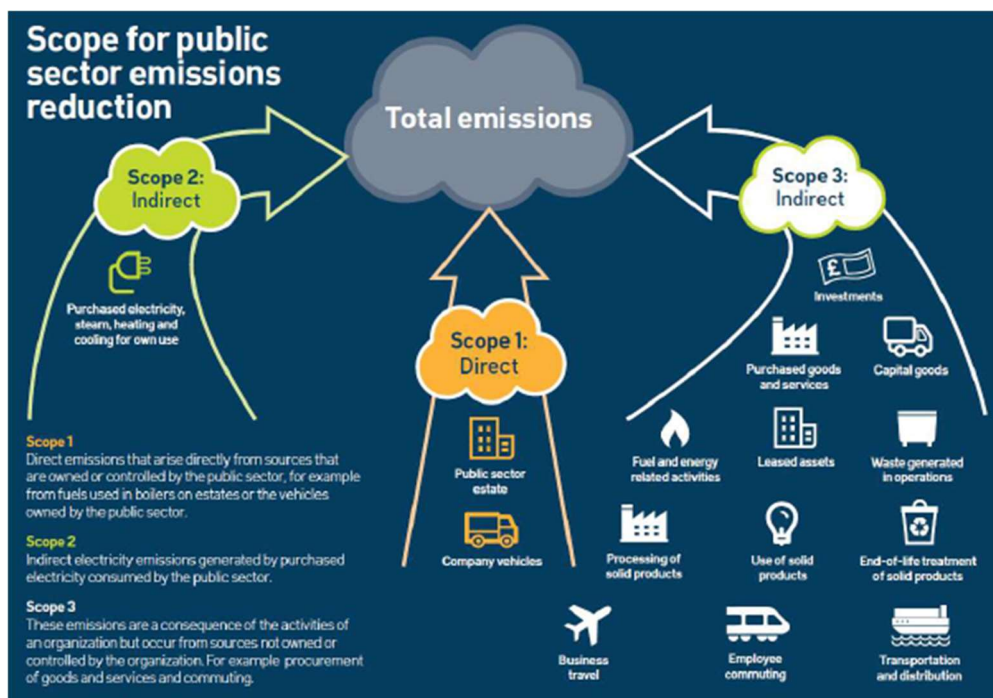 Scope for public
sector emissions
reduction
Total emissions
Scope 2:
Indirect
Purchased electricity,
steam, heating and
cooling for own use
Scope 1:
Direct
Public sector
estate
Company vehicles
Scope 3:
Indirect
£
Investments
Purchased goods
and services
Capital goods
Fuel and energy
related activities
Leased assets
Waste generated
in operations
Processing of
solid products
Use of solid
products
End-of-life treatment
of solid products
Business
travel
Employee
commuting
Transportation
and distribution
Scope 1
Direct emissions that arise directly from sources that
are owned or controlled by the public sector, for example
from fuels used in boilers on estates or the vehicles
owned by the public sector.
Scope 2
Indirect electricity emissions generated by purchased
electricity consumed by the public sector.
Scope 3
These emissions are a consequence of the activities of
an organization but occur from sources not owned or
controlled by the organization. For example procurement
of goods and services and commuting.